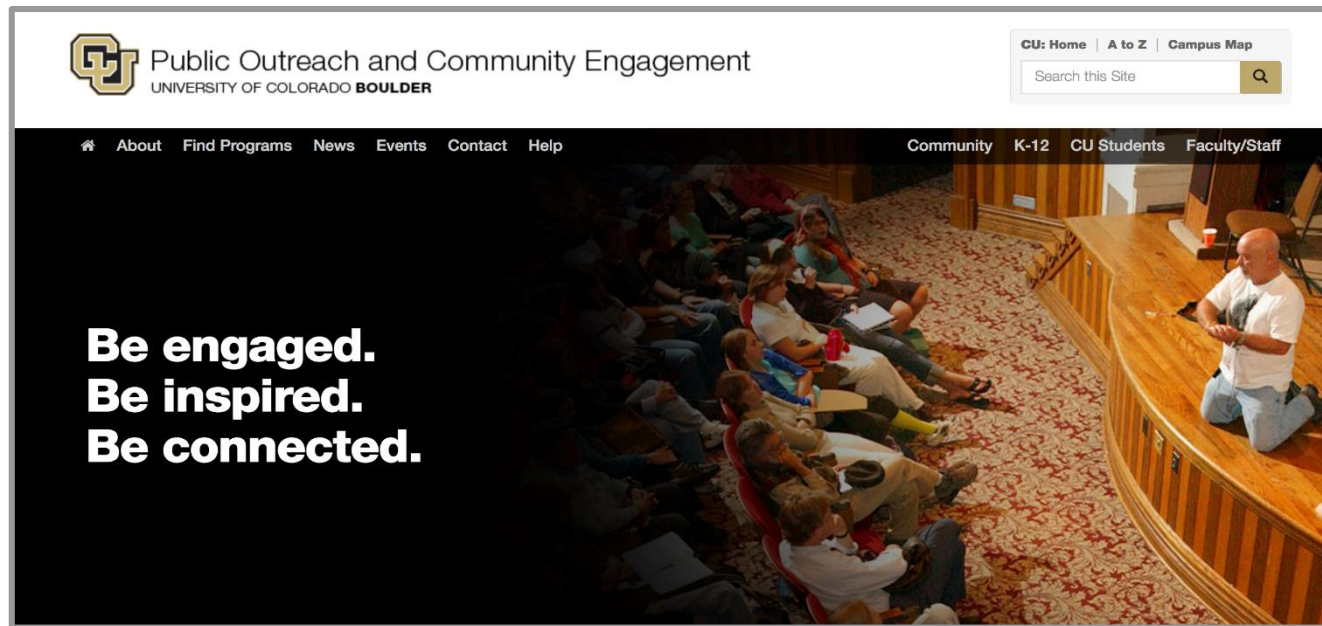 CU
Public Outreach and Community Engagement
UNIVERSITY OF COLORADO BOULDER
CU: Home | A to Z | Campus Map
Search this Site
About Find Programs News Events Contact Help
Community K-12 CU Students Faculty/Staff
Be engaged.
Be inspired.
Be connected.